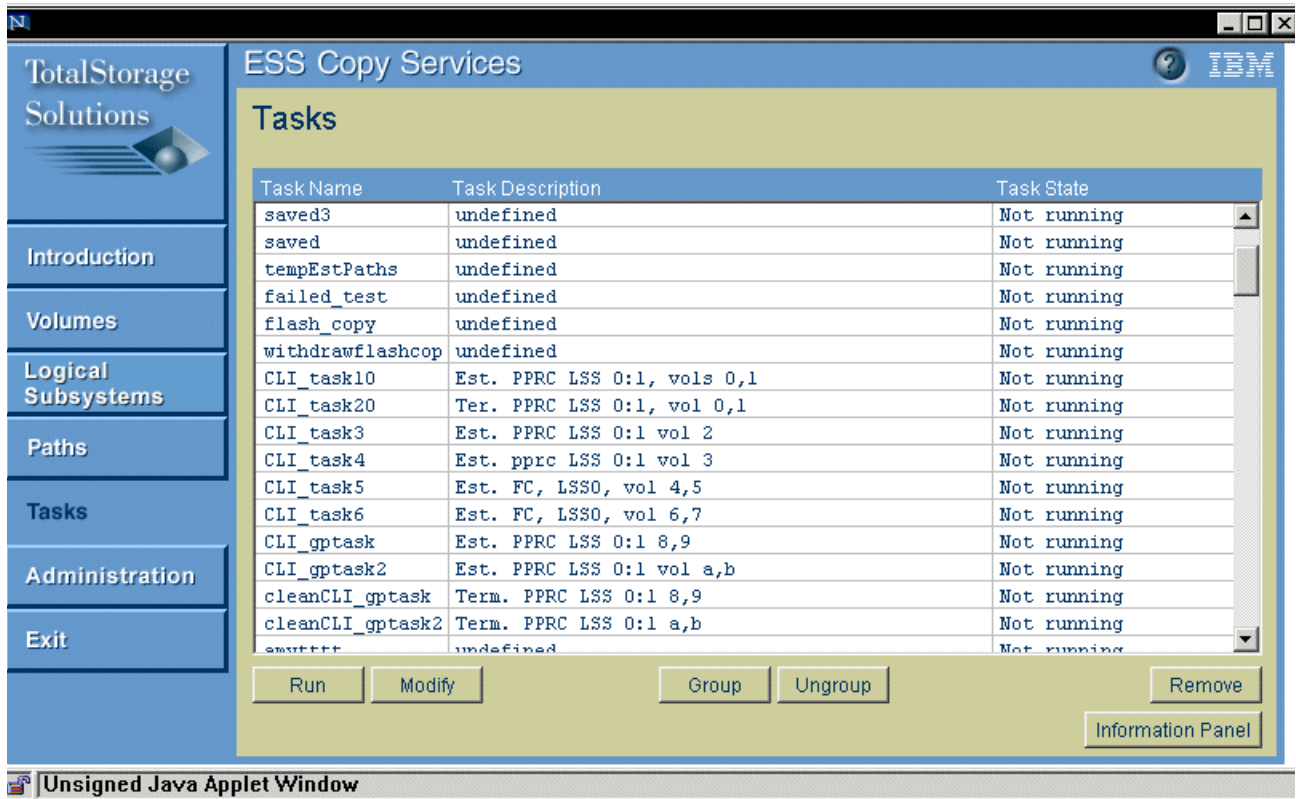 N
TotalStorage
Solutions
ESS Copy Services
? IBM
Tasks
Task Name Task Description Task State
saved3 undefined Not running
saved undefined Not running
tempEstPaths undefined Not running
failed_test undefined Not running
flash_copy undefined Not running
withdrawflashcop undefined Not running
CLI_task10 Est. PPRC LSS 0:1, vols 0,1 Not running
CLI_task20 Ter. PPRC LSS 0:1, vol 0,1 Not running
CLI_task3 Est. PPRC LSS 0:1 vol 2 Not running
CLI_task4 Est. pprc LSS 0:1 vol 3 Not running
CLI_task5 Est. FC, LSS0, vol 4,5 Not running
CLI_task6 Est. FC, LSS0, vol 6,7 Not running
CLI_gptask Est. PPRC LSS 0:1 8,9 Not running
CLI_gptask2 Est. PPRC LSS 0:1 vol a,b Not running
cleanCLI_gptask Term. PPRC LSS 0:1 8,9 Not running
cleanCLI_gptask2 Term. PPRC LSS 0:1 a,b Not running
amytttt undefined Not running
Introduction
Volumes
Logical
Subsystems
Paths
Tasks
Administration
Exit
Run Modify Group Ungroup Remove
Information Panel
Unsigned Java Applet Window